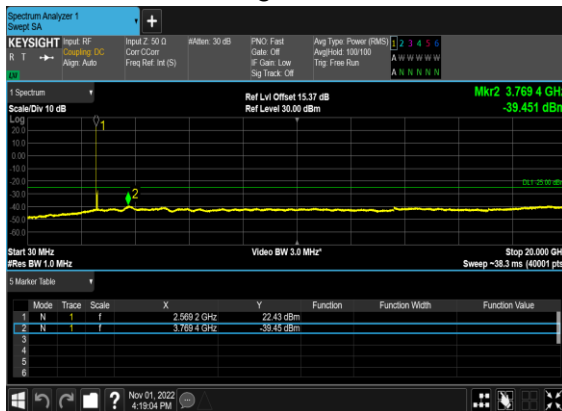 Spectrum Analyzer 1
Swept SA
KEYSIGHT Input: RF Input Z: 50 Ω #Atten: 30 dB PNO: Fast Avg Type: Power (RMS) 1 2 3 4 5 6
R T Coupling: DC Corr CCorr Gate: Off Avg|Hold: 100/100 A W W W W W
Align: Auto Freq Ref: Int (S) IF Gain: Low Trig: Free Run
Sig Track: Off A N N N N N
LXI
1 Spectrum Ref Lvl Offset 15.37 dB Mkr2 3.769 4 GHz
Scale/Div 10 dB Ref Level 30.00 dBm -39.451 dBm
Log
20.0
10.0
0.00
-10.0
-20.0
-30.0
-40.0
-50.0
-60.0
1
2
DL1 -25.00 dBm
Start 30 MHz Video BW 3.0 MHz* Stop 20.000 GHz
#Res BW 1.0 MHz Sweep ~38.3 ms (40001 pts)
5 Marker Table
Mode Trace Scale X Y Function Function Width Function Value
1 N 1 f 2.569 2 GHz 22.43 dBm
2 N 1 f 3.769 4 GHz -39.45 dBm
3
4
5
6
Nov 01, 2022
4:19:04 PM